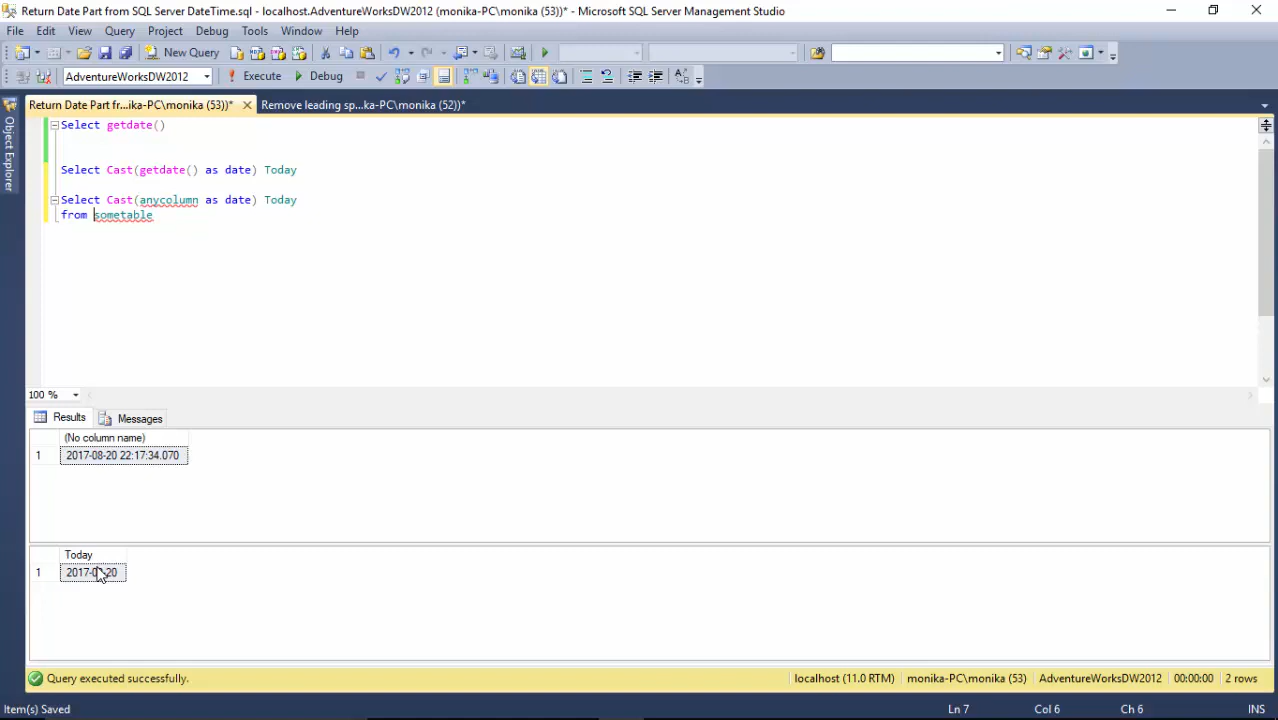 Return Date Part from SQL Server DateTime.sql - localhost.AdventureWorksDW2012 (monika-PC\monika (53))* - Microsoft SQL Server Management Studio
File Edit View Query Project Debug Tools Window Help
New Query
AdventureWorksDW2012 Execute Debug
Return Date Part fr...ika-PC\monika (53))* Remove leading sp...ka-PC\monika (52))*
Object Explorer
Select getdate()
Select Cast(getdate() as date) Today
Select Cast(anycolumn as date) Today
from sometable
100 %
Results Messages
(No column name)
1 2017-08-20 22:17:34.070
Today
1
Query executed successfully. localhost (11.0 RTM) monika-PC\monika (53) AdventureWorksDW2012 00:00:00 2 rows
Item(s) Saved Ln 7 Col 6 Ch 6 INS